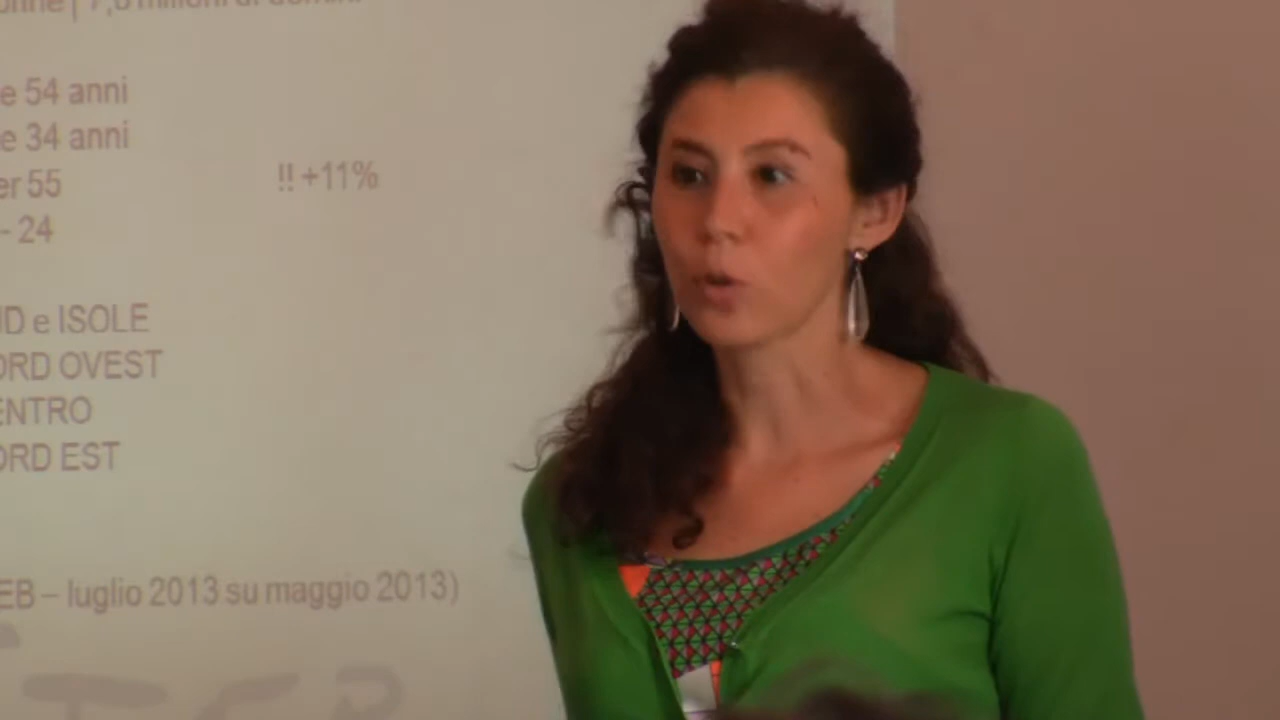 e 54 anni
e 34 anni
er 55 !! +11%
- 24
ID e ISOLE
ORD OVEST
ENTRO
ORD EST
EB – luglio 2013 su maggio 2013)